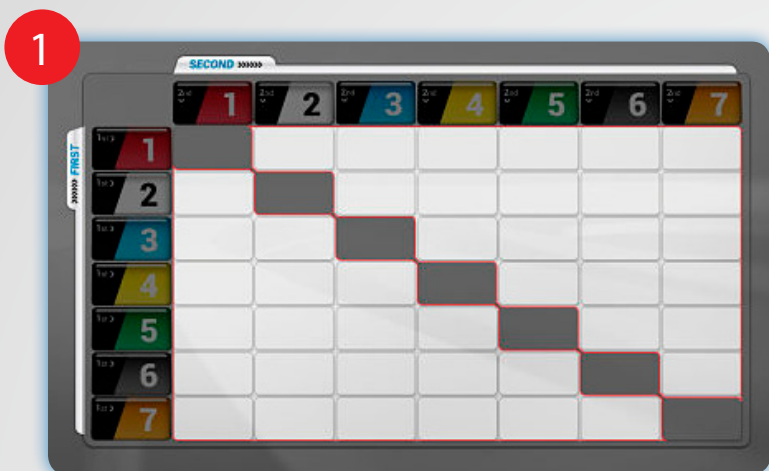 1
SECOND »»»
2nd 1 2nd 2 2nd 3 2nd 4 2nd 5 2nd 6 2nd 7
»»» FIRST
1st 1
1st 2
1st 3
1st 4
1st 5
1st 6
1st 7